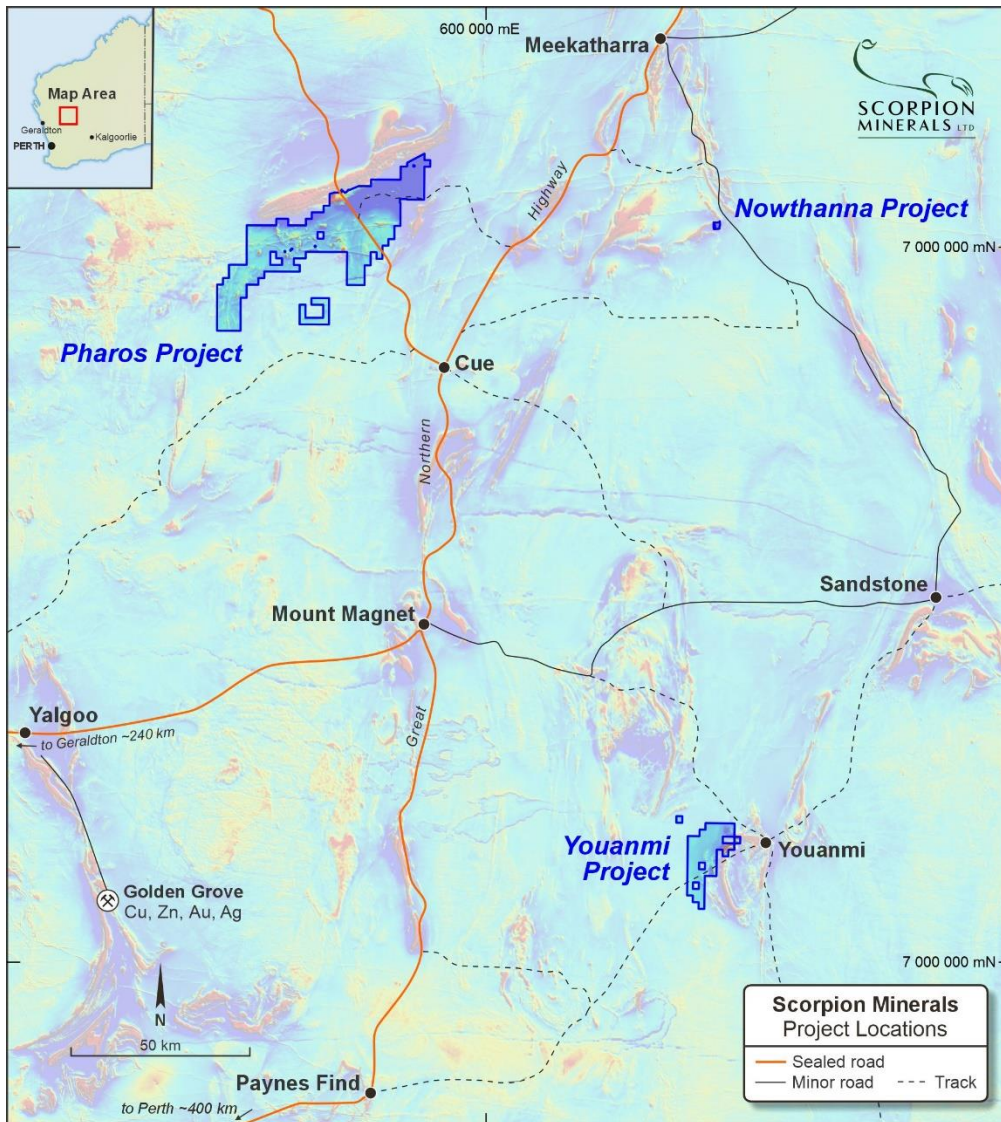 600 000 mE
Meekatharra
SCORPION
MINERALS LTD
Map Area
Geraldton
Kalgoorlie
PERTH
Highway
Nowthanna Project
7 000 000 mN
Pharos Project
Cue
Northern
Sandstone
Mount Magnet
Yalgoo
to Geraldton ~240 km
Great
Youanmi
Project
Youanmi
Golden Grove
Cu, Zn, Au, Ag
7 000 000 mN
N
50 km
Scorpion Minerals
Project Locations
Sealed road
Minor road
Track
Paynes Find
to Perth ~400 km